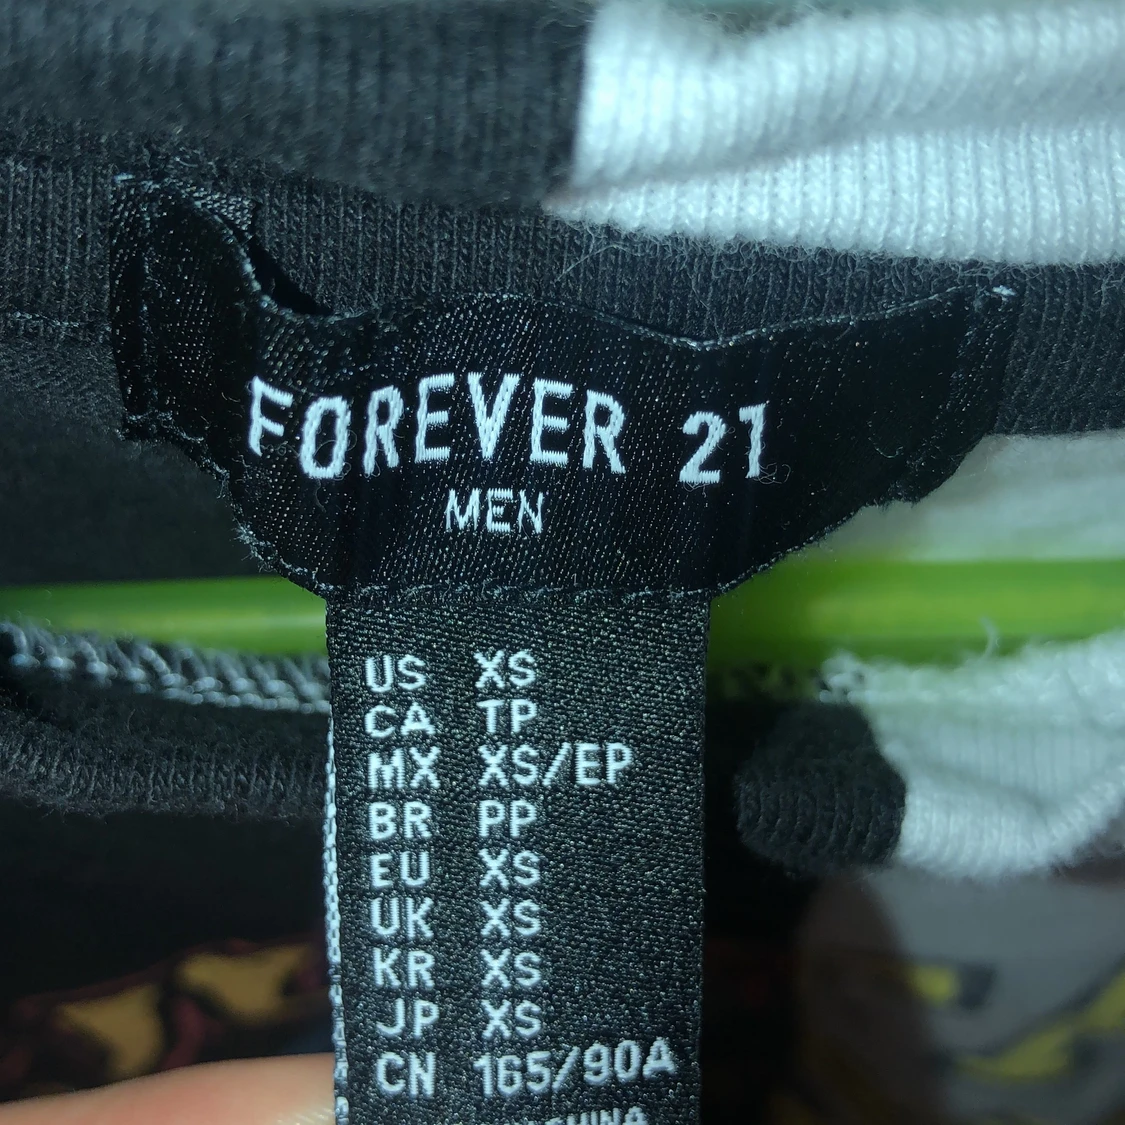 FOREVER 21
MEN
US XS
CA TP
MX XS/EP
BR PP
EU XS
UK XS
KR XS
JP XS
CN 165/90A